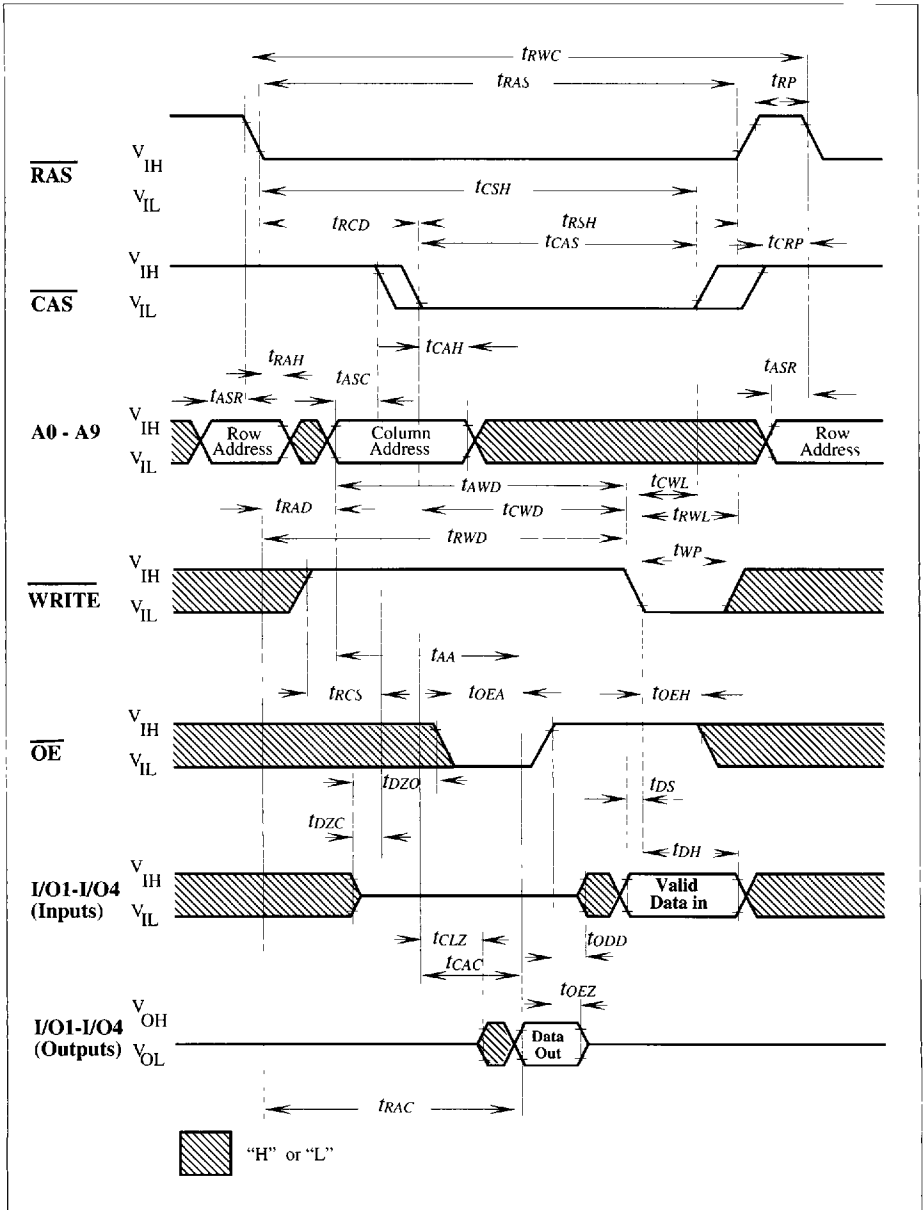 tRWC
tRAS
tRP
RAS
VIH
VIL
tCSH
tRCD
tRSH
tCAS
tCRP
CAS
VIH
VIL
tRAH
tCAH
tASR
tASC
tASR
A0 - A9
VIH
VIL
Row
Address
Column
Address
Row
Address
tAWD
tCWL
tRAD
tCWD
tRWL
tRWD
tWP
WRITE
VIH
VIL
tAA
tRCS
tOEA
tOEH
OE
VIH
VIL
tDZO
tDS
tDZC
tDH
I/O1-I/O4
(Inputs)
VIH
VIL
Valid
Data in
tCLZ
tODD
tCAC
tOEZ
I/O1-I/O4
(Outputs)
VOH
VOL
Data
Out
tRAC
“H” or “L”